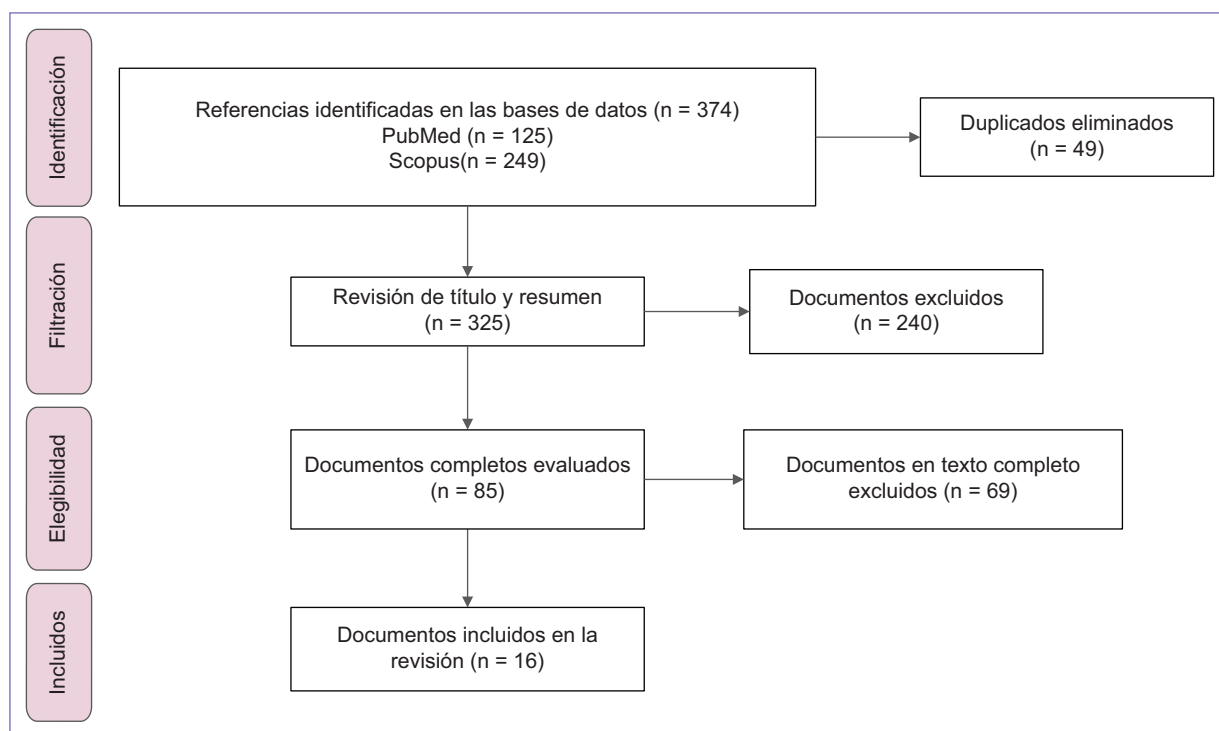 Identificación
Referencias identificadas en las bases de datos (n = 374)
PubMed (n = 125)
Scopus(n = 249)
Duplicados eliminados
(n = 49)
Filtración
Revisión de título y resumen
(n = 325)
Documentos excluidos
(n = 240)
Elegibilidad
Documentos completos evaluados
(n = 85)
Documentos en texto completo
excluidos (n = 69)
Incluidos
Documentos incluidos en la
revisión (n = 16)